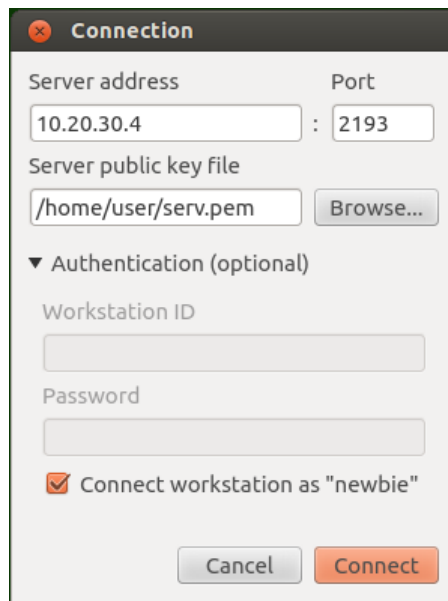 Connection
Server address Port
10.20.30.4 : 2193
Server public key file
/home/user/serv.pem Browse...
Authentication (optional)
Workstation ID
Password
Connect workstation as "newbie"
Cancel Connect